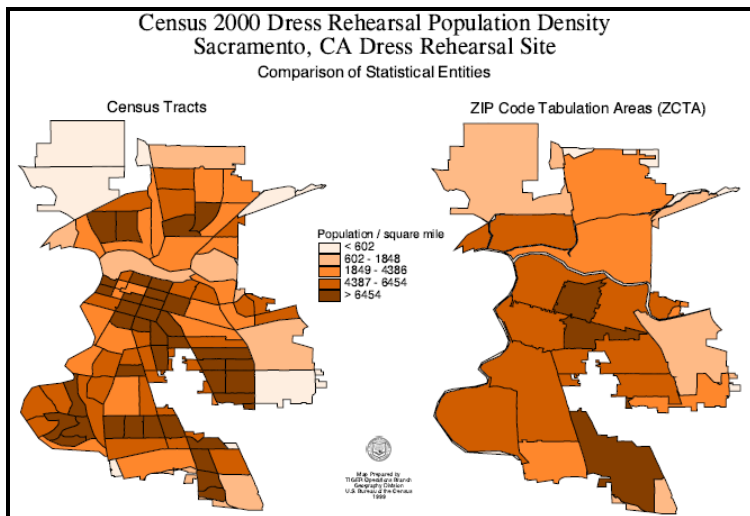 Census 2000 Dress Rehearsal Population Density
Sacramento, CA Dress Rehearsal Site
Comparison of Statistical Entities
Census Tracts
ZIP Code Tabulation Areas (ZCTA)
Population / square mile
< 602
602 - 1848
1849 - 4386
4387 - 6454
> 6454
Map Prepared by
TIGER Operations Branch
Geography Division
U.S. Bureau of the Census
1999